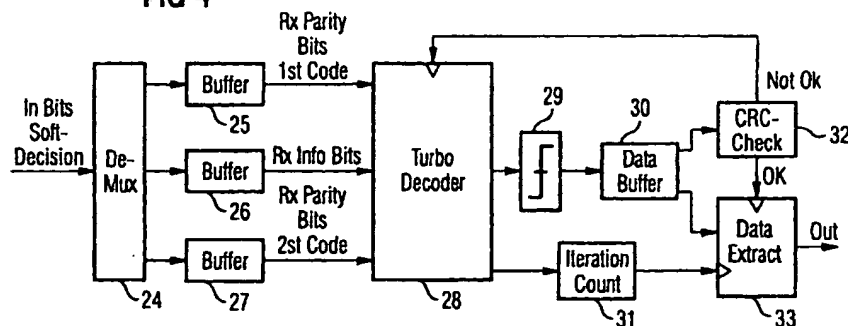 In Bits
Soft-
Decision
De-
Mux
24
Buffer
25
Buffer
26
Buffer
27
Rx Parity
Bits
1st Code
Rx Info Bits
Rx Parity
Bits
2st Code
Turbo
Decoder
28
29
30
Data
Buffer
Iteration
Count
31
Not Ok
CRC-
Check
32
OK
Data
Extract
33
Out